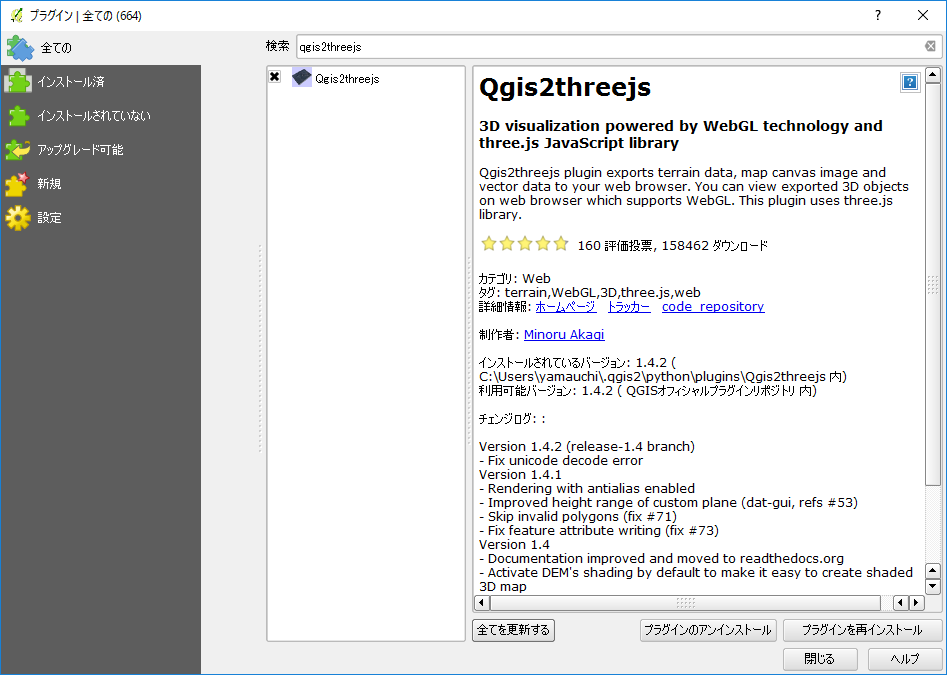 プラグイン | 全ての (664)
?
全ての
インストール済
インストールされていない
アップグレード可能
新規
設定
検索 qgis2threejs
Qgis2threejs
Qgis2threejs
3D visualization powered by WebGL technology and
three.js JavaScript library
Qgis2threejs plugin exports terrain data, map canvas image and
vector data to your web browser. You can view exported 3D objects
on web browser which supports WebGL. This plugin uses three.js
library.
160 評価投票, 158462 ダウンロード
カテゴリ: Web
タグ: terrain,WebGL,3D,three.js,web
詳細情報: ホームページ トラッカー code_repository
制作者: Minoru Akagi
インストールされているバージョン: 1.4.2 (
C:\Users\yamauchi\.qgis2\python\plugins\Qgis2threejs 内)
利用可能バージョン: 1.4.2 ( QGISオフィシャルプラグインリポジトリ 内)
チェンジログ: :
Version 1.4.2 (release-1.4 branch)
- Fix unicode decode error
Version 1.4.1
- Rendering with antialias enabled
- Improved height range of custom plane (dat-gui, refs #53)
- Skip invalid polygons (fix #71)
- Fix feature attribute writing (fix #73)
Version 1.4
- Documentation improved and moved to readthedocs.org
- Activate DEM's shading by default to make it easy to create shaded
3D map
全てを更新する
プラグインのアンインストール
プラグインを再インストール
閉じる
ヘルプ